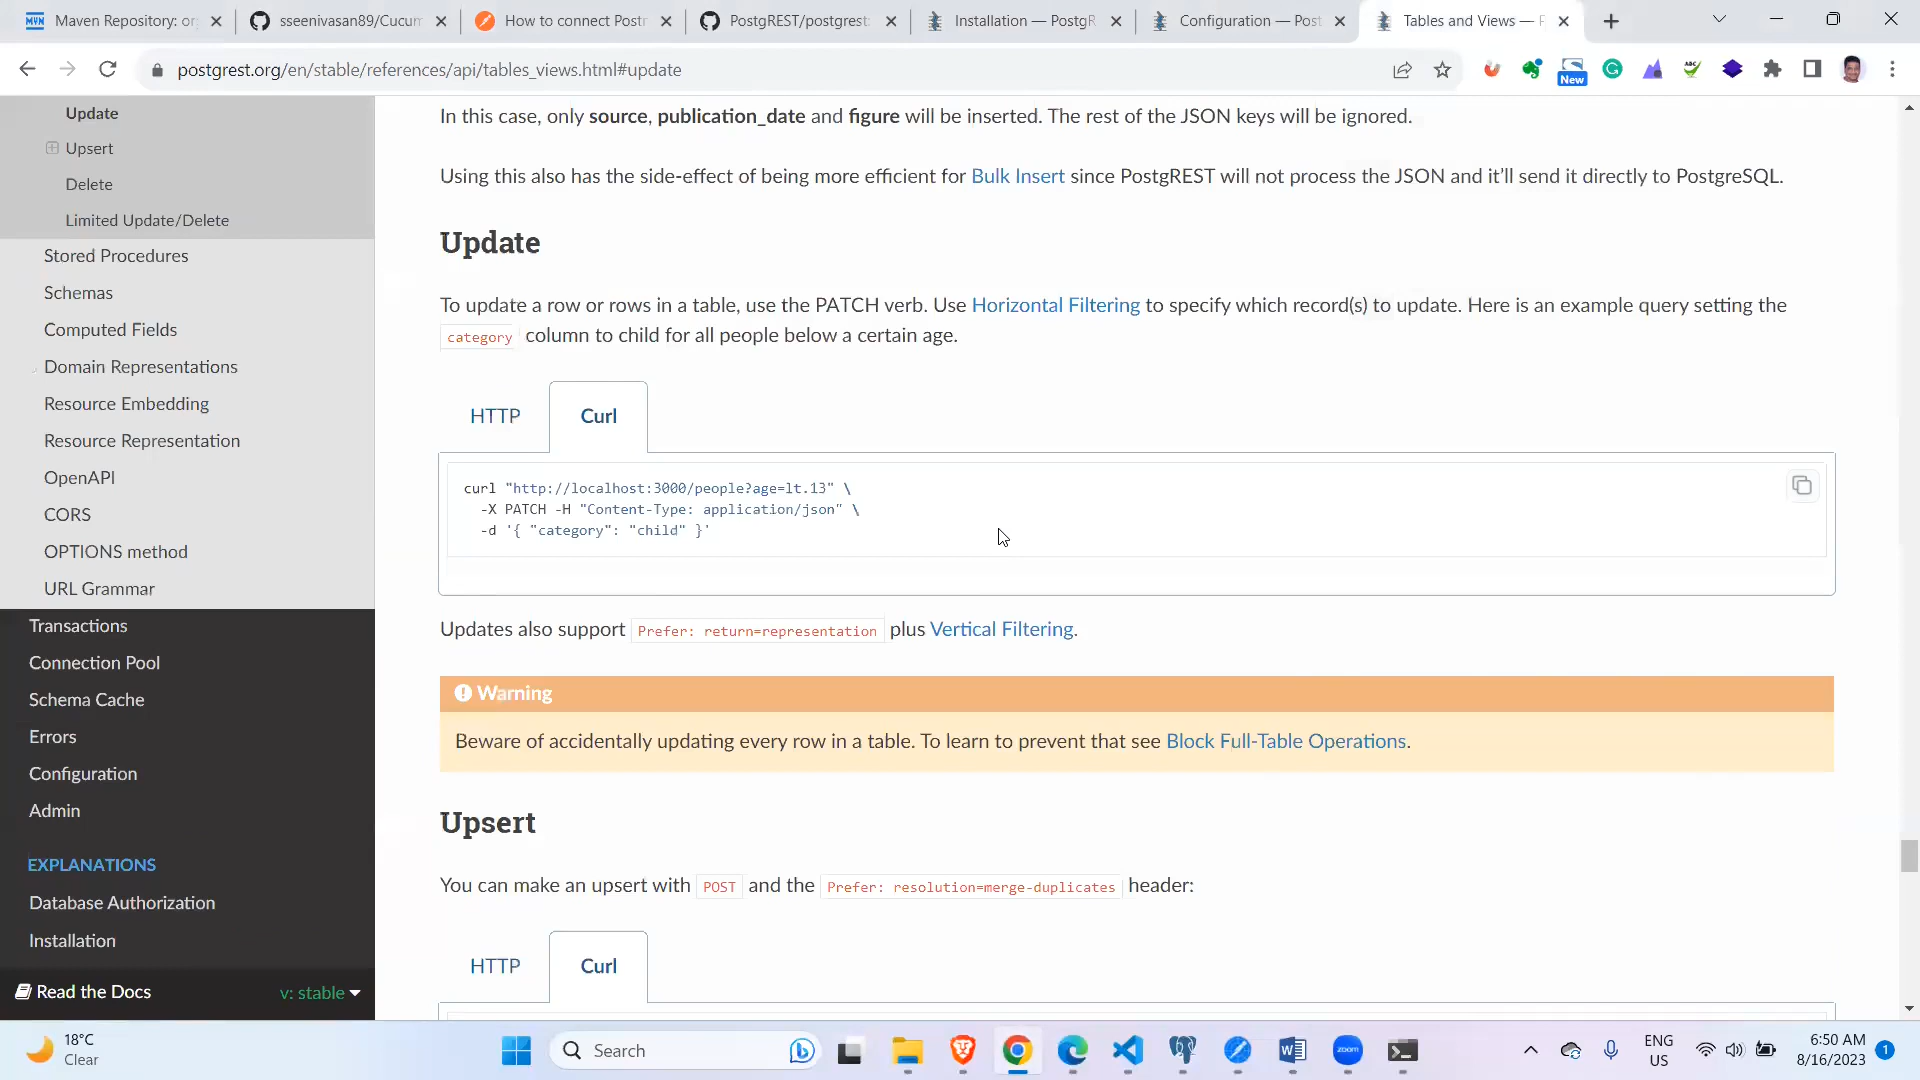 Maven Repository: or
sseenivasan89/Cucum
How to connect Postm
PostgREST/postgrest:
Installation — PostgR
Configuration — Post
Tables and Views — P
postgrest.org/en/stable/references/api/tables_views.html#update
New
Update
Upsert
Delete
Limited Update/Delete
Stored Procedures
Schemas
Computed Fields
Domain Representations
Resource Embedding
Resource Representation
OpenAPI
CORS
OPTIONS method
URL Grammar
Transactions
Connection Pool
Schema Cache
Errors
Configuration
Admin
EXPLANATIONS
Database Authorization
Installation
Read the Docs
v: stable
In this case, only source, publication_date and figure will be inserted. The rest of the JSON keys will be ignored.
Using this also has the side-effect of being more efficient for Bulk Insert since PostgREST will not process the JSON and it'll send it directly to PostgreSQL.
Update
To update a row or rows in a table, use the PATCH verb. Use Horizontal Filtering to specify which record(s) to update. Here is an example query setting the
category column to child for all people below a certain age.
HTTP
Curl
curl "http://localhost:3000/people?age=lt.13" \
-X PATCH -H "Content-Type: application/json" \
-d '{ "category": "child" }'
Updates also support Prefer: return=representation plus Vertical Filtering.
Warning
Beware of accidentally updating every row in a table. To learn to prevent that see Block Full-Table Operations.
Upsert
You can make an upsert with POST and the Prefer: resolution=merge-duplicates header:
HTTP
Curl
18°C
Clear
Search
zoom
ENG
US
6:50 AM
8/16/2023
1